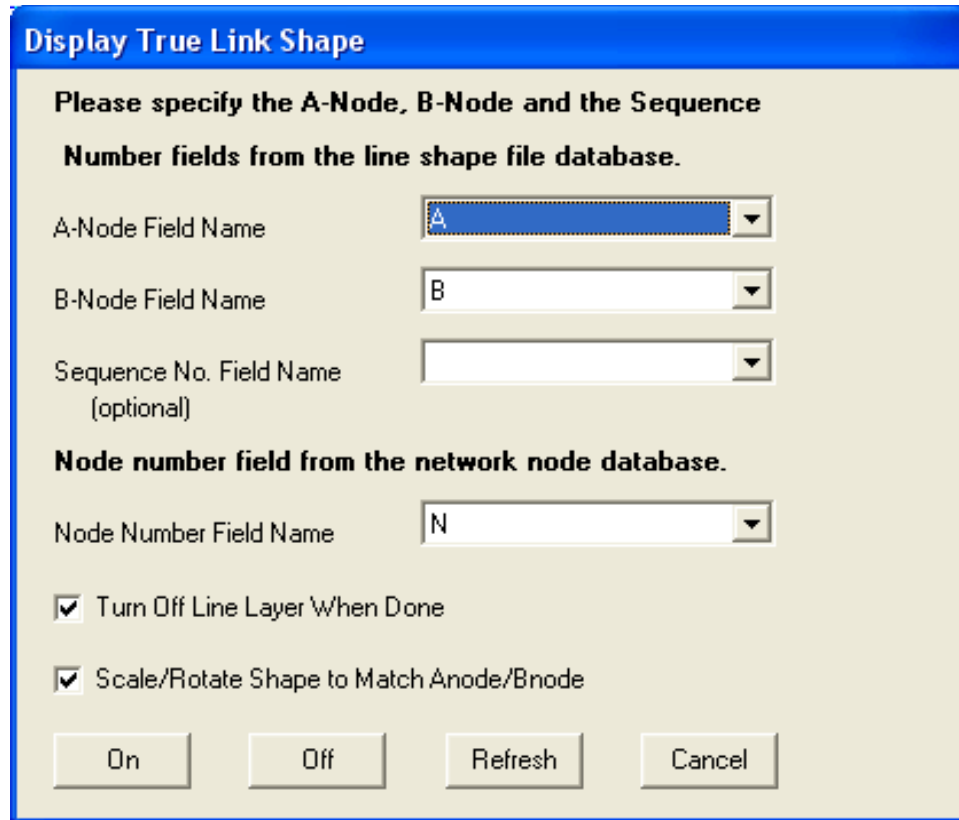 Display True Link Shape
Please specify the A-Node, B-Node and the Sequence
Number fields from the line shape file database.
A-Node Field Name
A
B-Node Field Name
B
Sequence No. Field Name
(optional)
Node number field from the network node database.
Node Number Field Name
N
Turn Off Line Layer When Done
Scale/Rotate Shape to Match Anode/Bnode
On Off Refresh Cancel